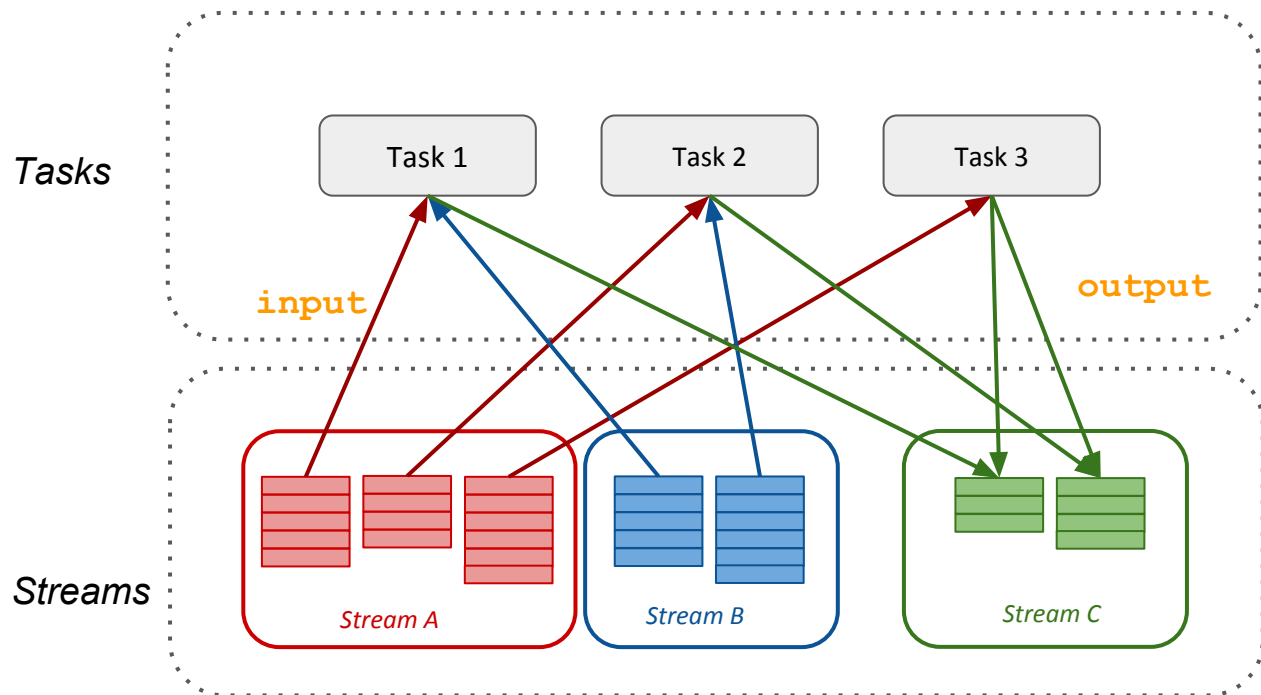 Task 1
Task 2
Task 3
Tasks
input
output
Streams
Stream A
Stream B
Stream C